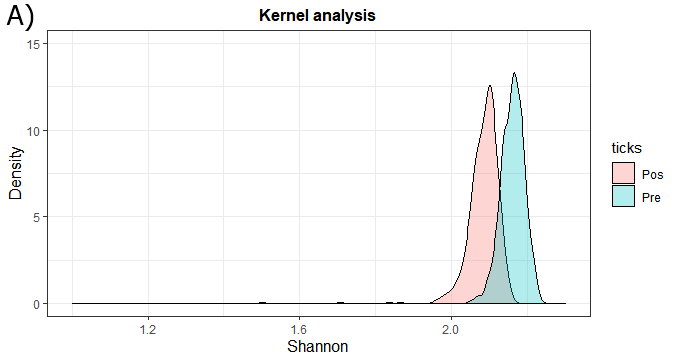 A)
Kernel analysis
15
10
5
0
Density
1.2 1.6 2.0
Shannon
ticks
Pos
Pre